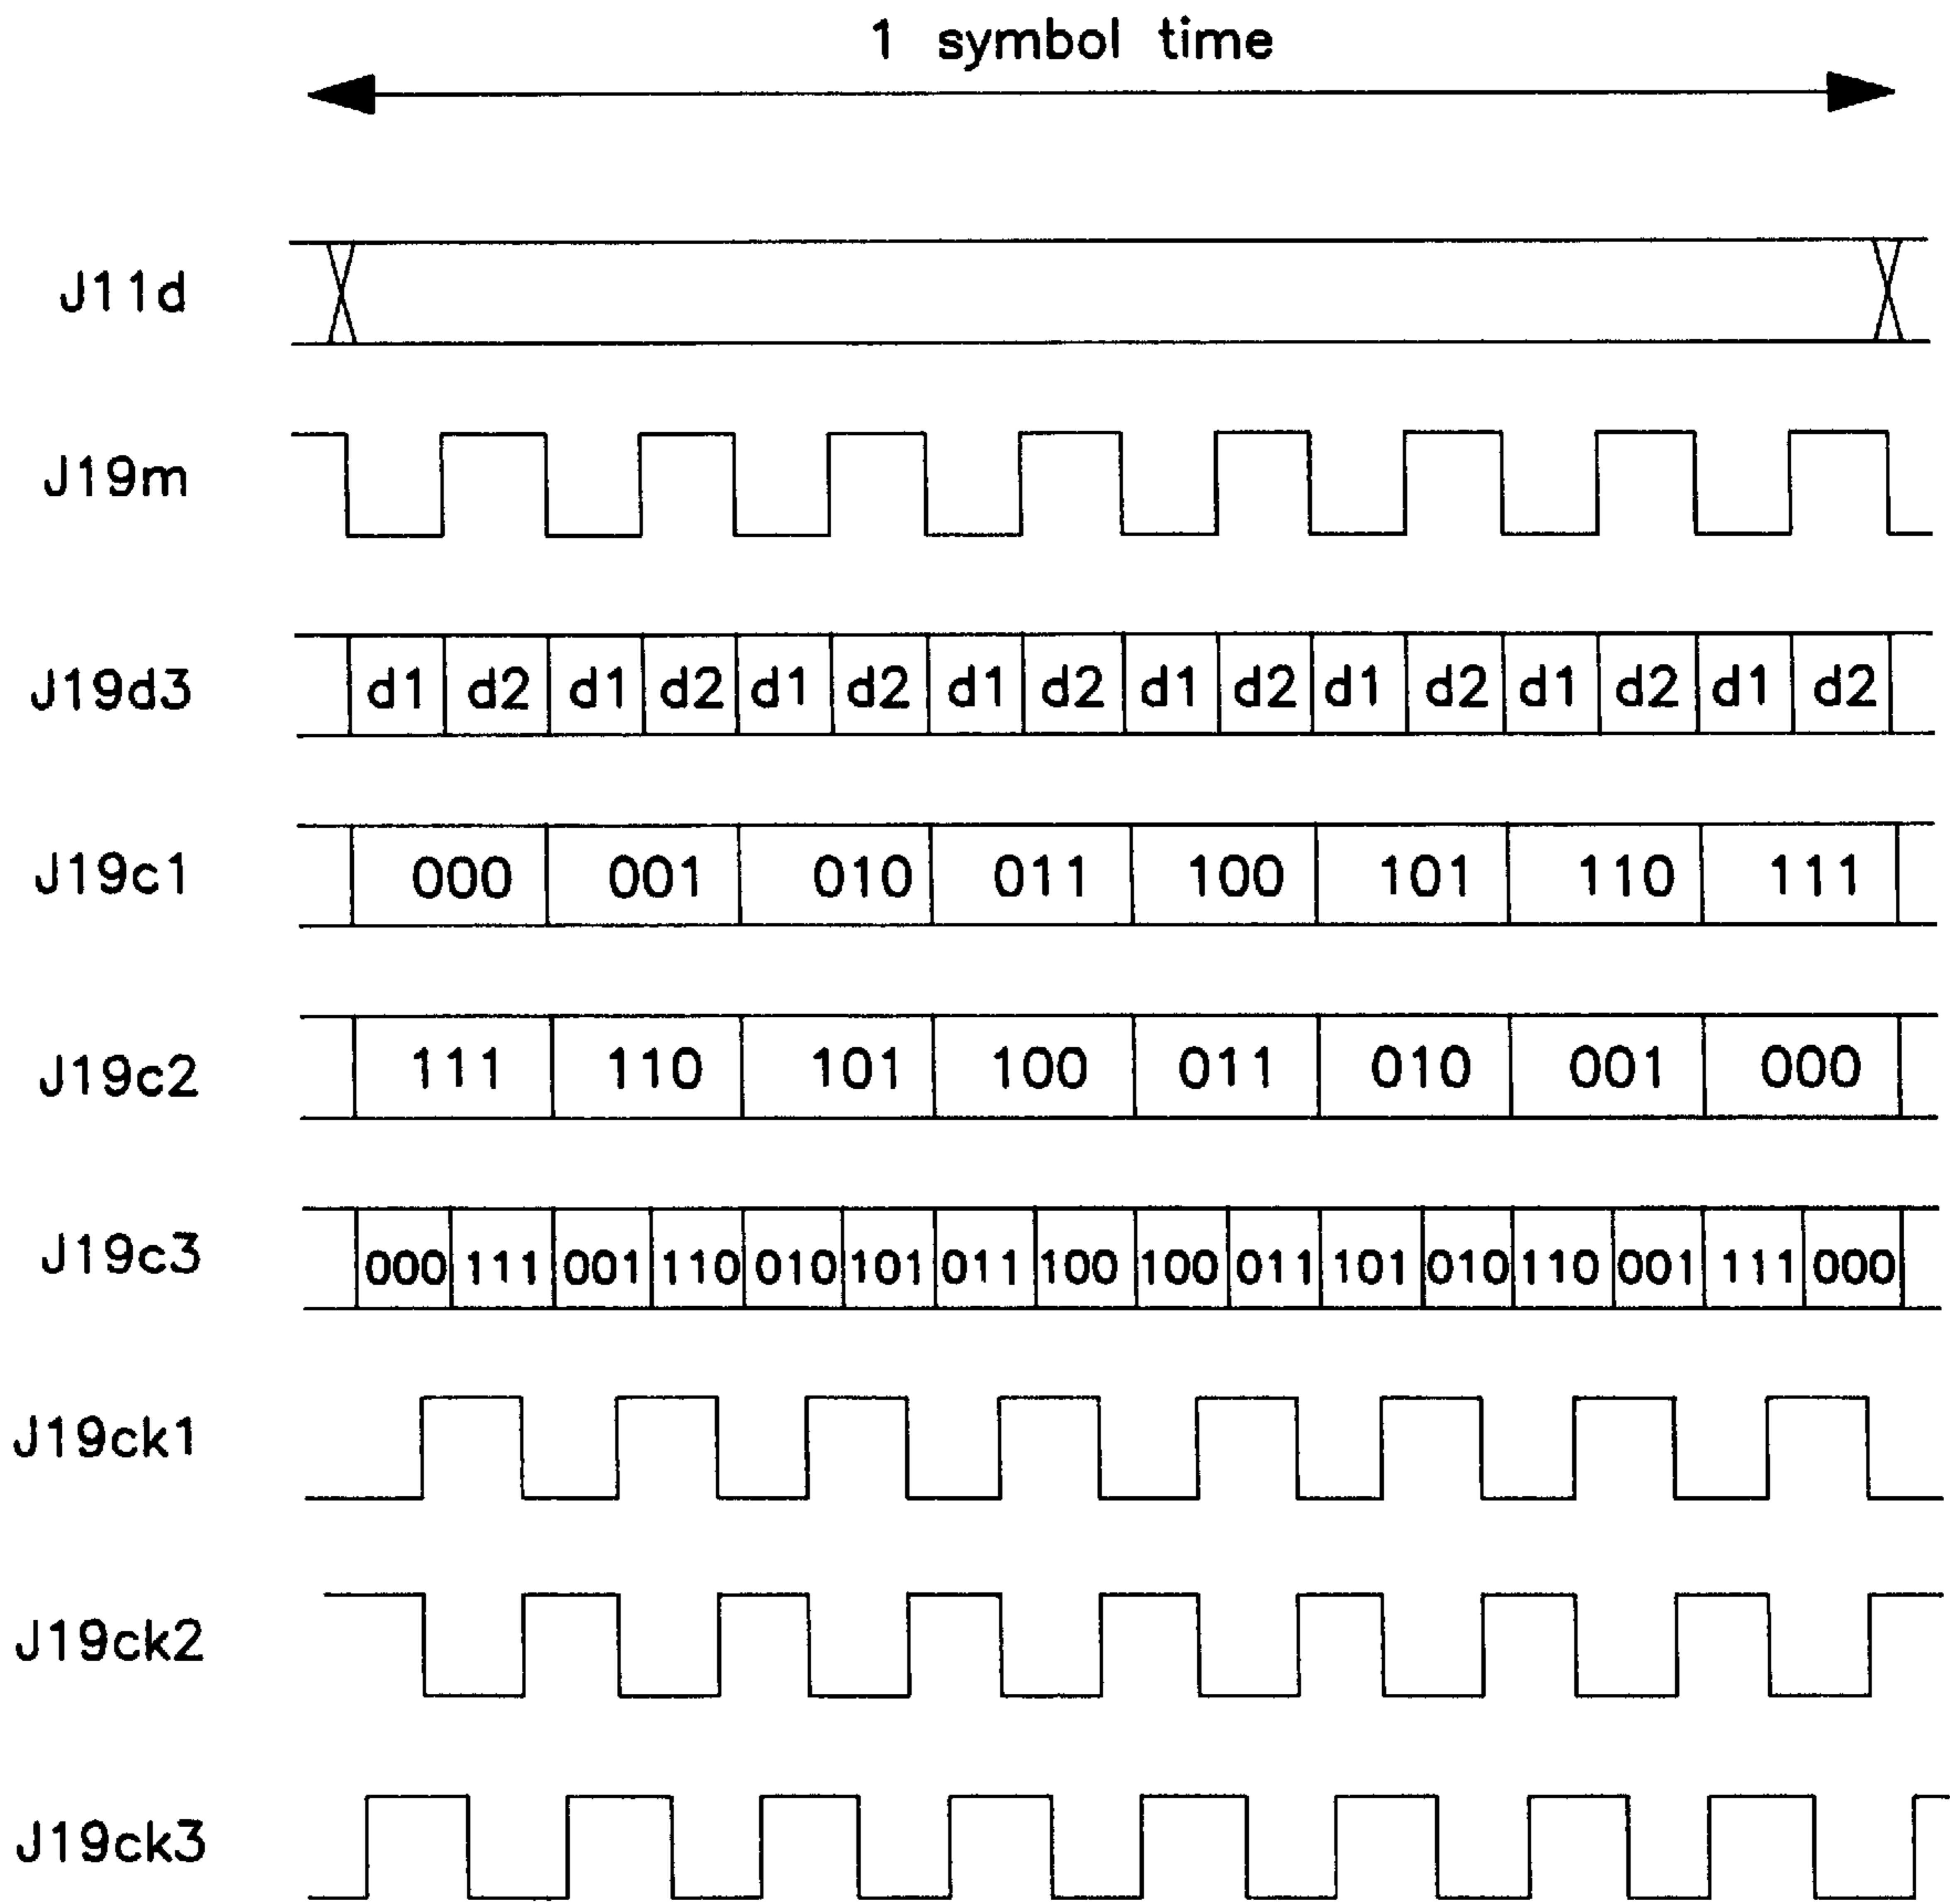 1 symbol time
J11d
J19m
J19d3 d1 d2 d1 d2 d1 d2 d1 d2 d1 d2 d1 d2 d1 d2 d1 d2
J19c1 000 001 010 011 100 101 110 111
J19c2 111 110 101 100 011 010 001 000
J19c3 000 111 001 110 010 101 011 100 100 011 101 010 110 001 111 000
J19ck1
J19ck2
J19ck3